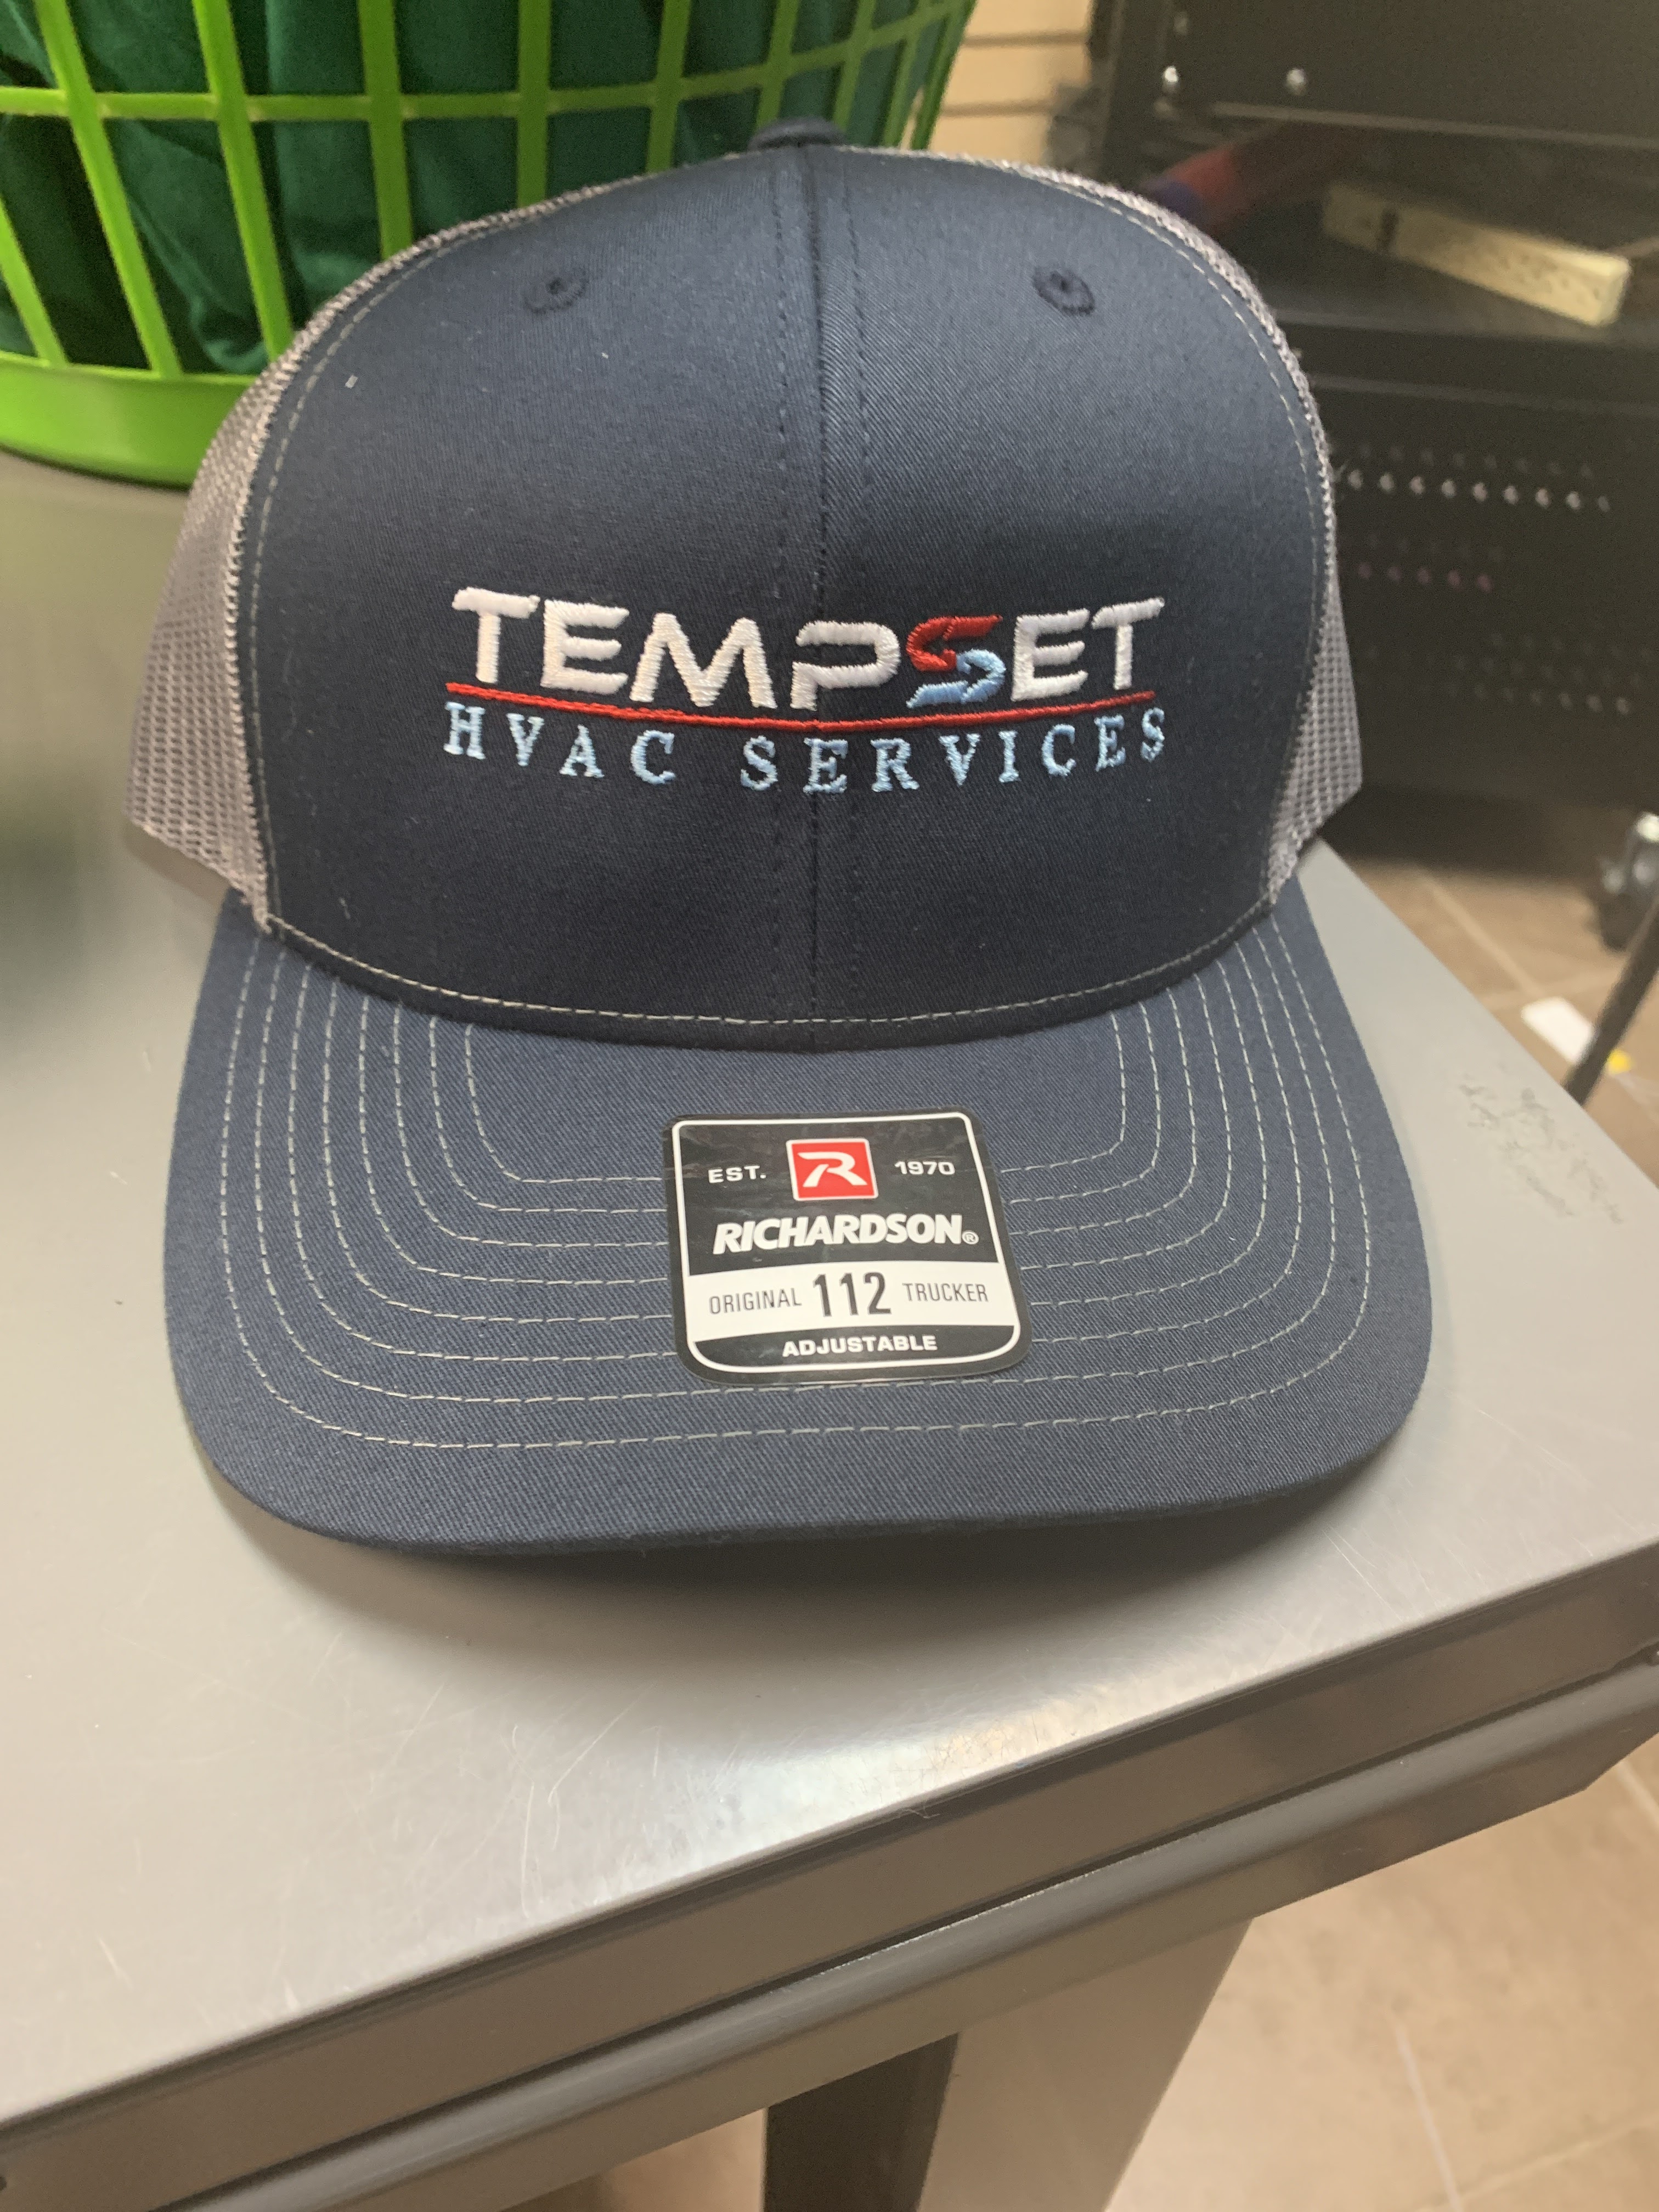 TEMPSET
HVAC SERVICES
EST. R 1970
RICHARDSON®
ORIGINAL 112 TRUCKER
ADJUSTABLE